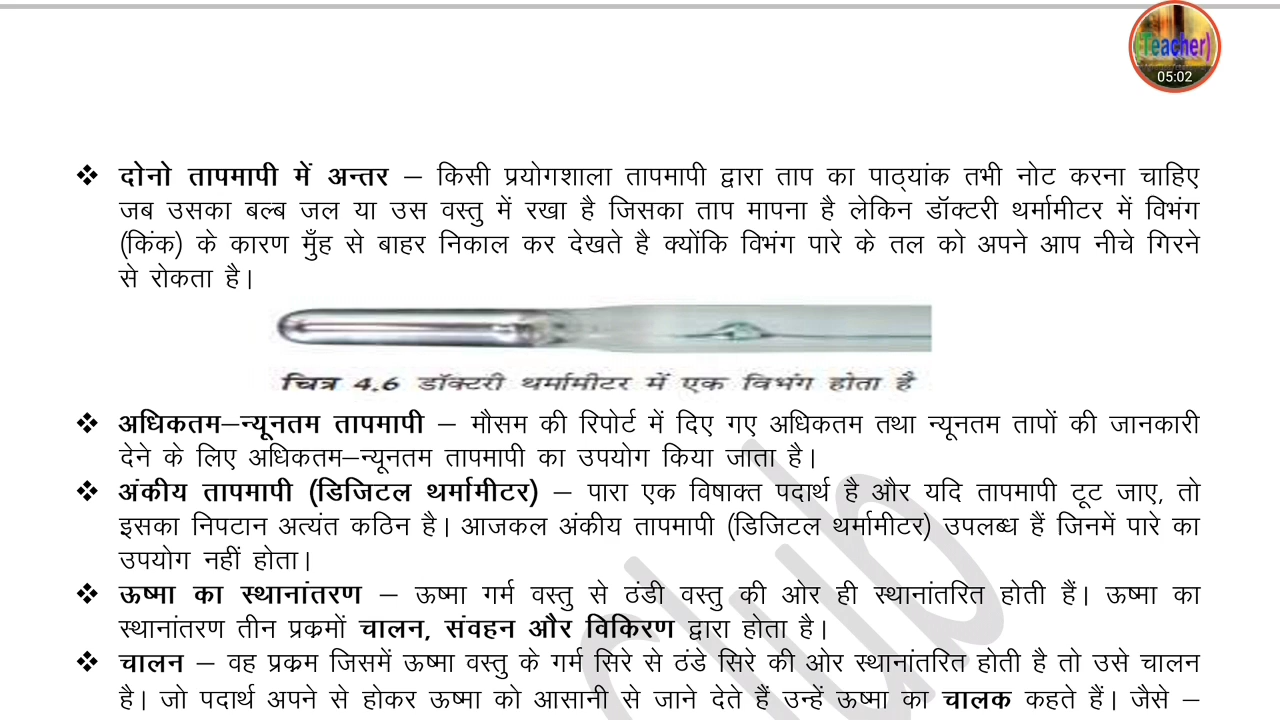 (Teacher)
05:02
❖ दोनो तापमापी में अन्तर – किसी प्रयोगशाला तापमापी द्वारा ताप का पाठ्यांक तभी नोट करना चाहिए
जब उसका बल्ब जल या उस वस्तु में रखा है जिसका ताप मापना है लेकिन डॉक्टरी थर्मामीटर में विभंग
(किंक) के कारण मुँह से बाहर निकाल कर देखते है क्योंकि विभंग पारे के तल को अपने आप नीचे गिरने
से रोकता है।
चित्र 4.6 डॉक्टरी थर्मामीटर में एक विभंग होता है
❖ अधिकतम–न्यूनतम तापमापी – मौसम की रिपोर्ट में दिए गए अधिकतम तथा न्यूनतम तापों की जानकारी
देने के लिए अधिकतम–न्यूनतम तापमापी का उपयोग किया जाता है।
❖ अंकीय तापमापी (डिजिटल थर्मामीटर) – पारा एक विषाक्त पदार्थ है और यदि तापमापी टूट जाए, तो
इसका निपटान अत्यंत कठिन है। आजकल अंकीय तापमापी (डिजिटल थर्मामीटर) उपलब्ध हैं जिनमें पारे का
उपयोग नहीं होता।
❖ ऊष्मा का स्थानांतरण – ऊष्मा गर्म वस्तु से ठंडी वस्तु की ओर ही स्थानांतरित होती हैं। ऊष्मा का
स्थानांतरण तीन प्रक्रमों चालन, संवहन और विकिरण द्वारा होता है।
❖ चालन – वह प्रक्रम जिसमें ऊष्मा वस्तु के गर्म सिरे से ठंडे सिरे की ओर स्थानांतरित होती है तो उसे चालन
है। जो पदार्थ अपने से होकर ऊष्मा को आसानी से जाने देते हैं उन्हें ऊष्मा का चालक कहते हैं। जैसे –
Club